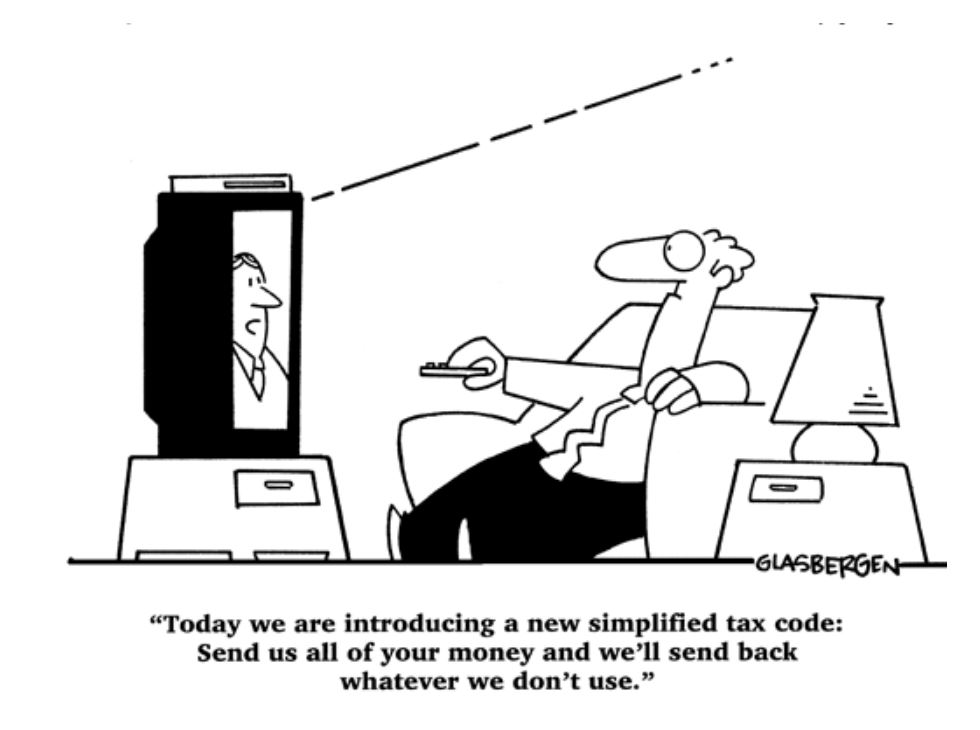 GLASBERGEN
“Today we are introducing a new simplified tax code:
Send us all of your money and we’ll send back
whatever we don’t use.”